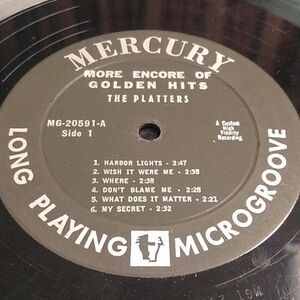 MERCURY
MORE ENCORE OF
GOLDEN HITS
THE PLATTERS
MG-20591-A
Side 1
A Custom
High
Fidelity
Recording
1. HARBOR LIGHTS - 2:47
2. WISH IT WERE ME - 2:38
3. WHERE - 2:38
4. DON'T BLAME ME - 2:28
5. WHAT DOES IT MATTER - 2:21
6. MY SECRET - 2:32
LONG PLAYING MICROGROOVE